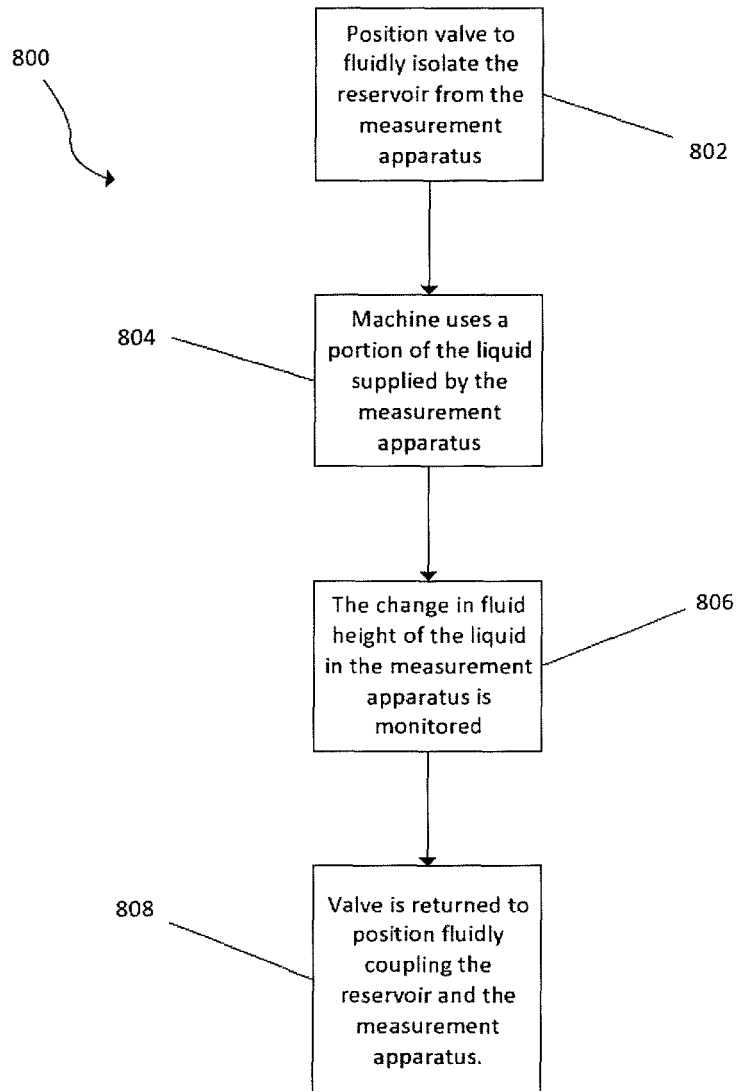 800
Position valve to
fluidly isolate the
reservoir from the
measurement
apparatus
802
804
Machine uses a
portion of the liquid
supplied by the
measurement
apparatus
The change in fluid
height of the liquid
in the measurement
apparatus is
monitored
806
808
Valve is returned to
position fluidly
coupling the
reservoir and the
measurement
apparatus.